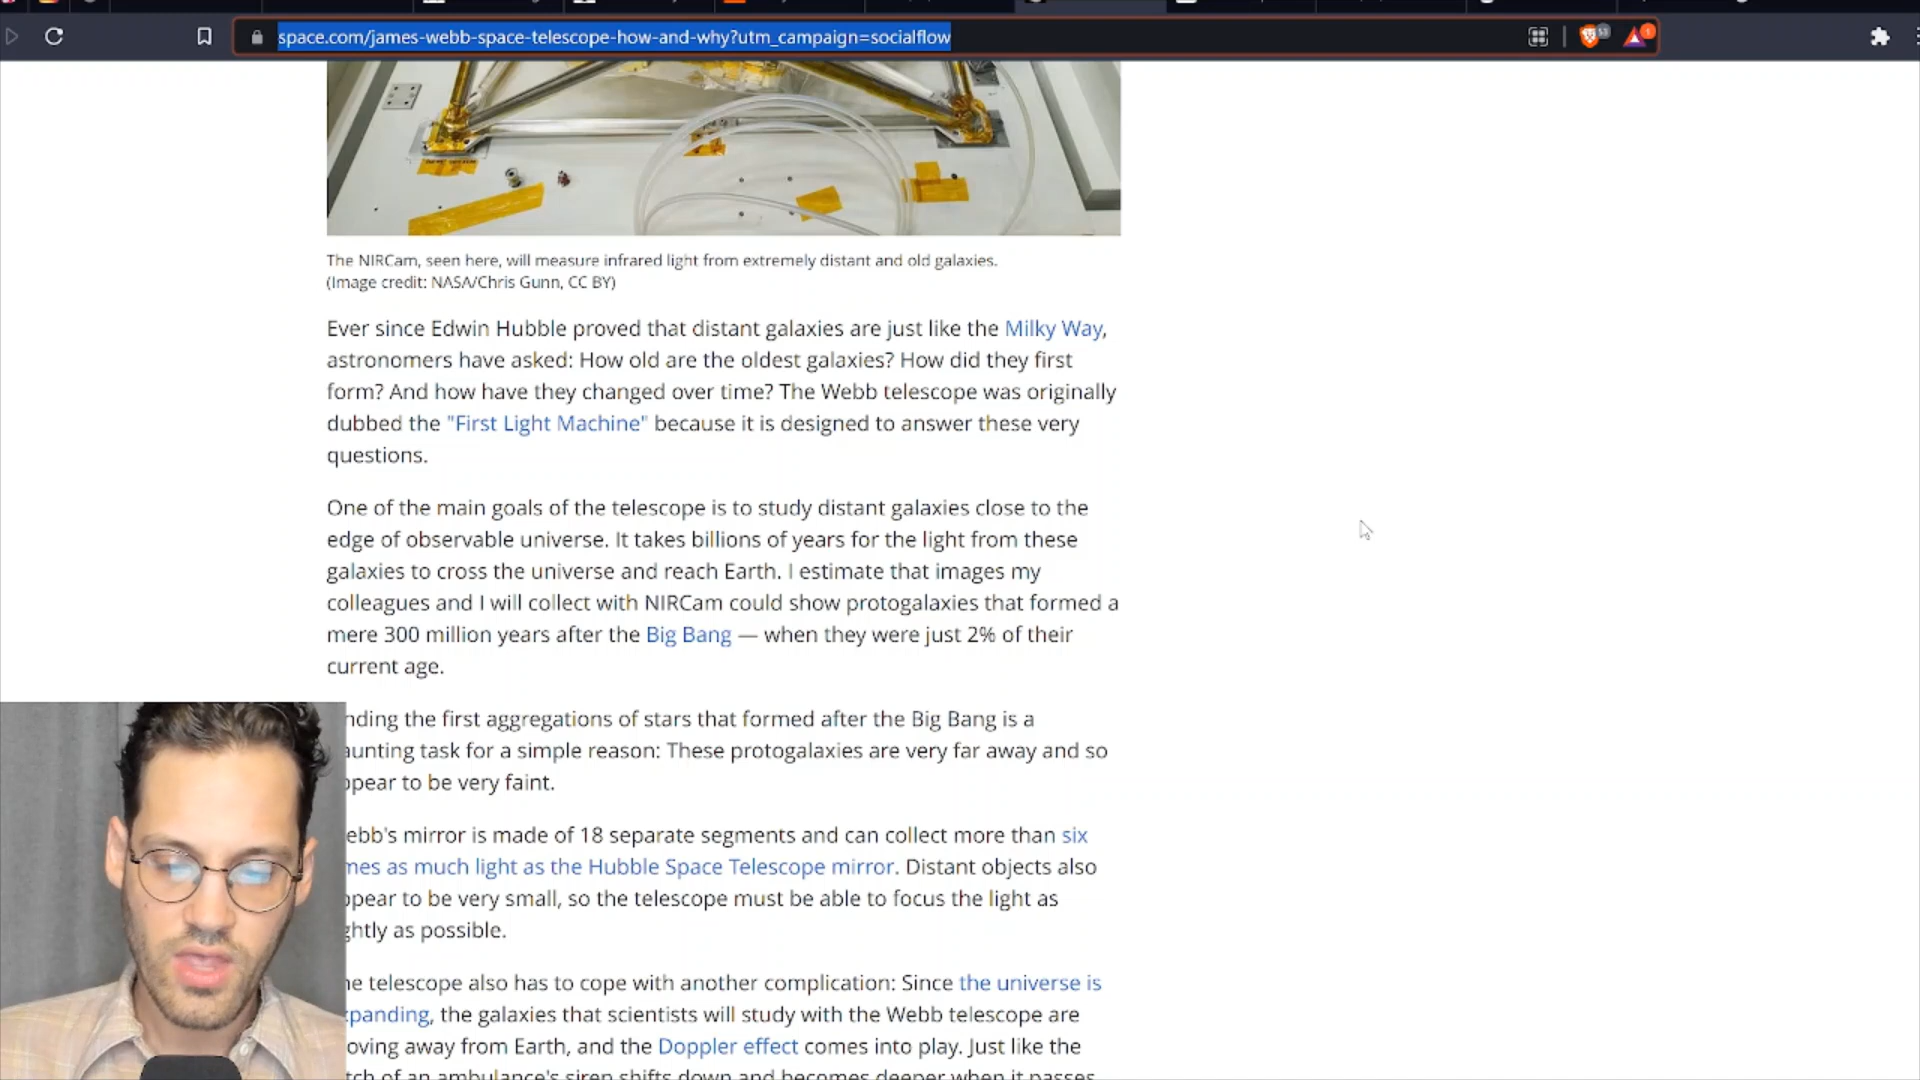 space.com/james-webb-space-telescope-how-and-why?utm_campaign=socialflow
The NIRCam, seen here, will measure infrared light from extremely distant and old galaxies.
(Image credit: NASA/Chris Gunn, CC BY)
Ever since Edwin Hubble proved that distant galaxies are just like the Milky Way,
astronomers have asked: How old are the oldest galaxies? How did they first
form? And how have they changed over time? The Webb telescope was originally
dubbed the "First Light Machine" because it is designed to answer these very
questions.
One of the main goals of the telescope is to study distant galaxies close to the
edge of observable universe. It takes billions of years for the light from these
galaxies to cross the universe and reach Earth. I estimate that images my
colleagues and I will collect with NIRCam could show protogalaxies that formed a
mere 300 million years after the Big Bang — when they were just 2% of their
current age.
nding the first aggregations of stars that formed after the Big Bang is a
aunting task for a simple reason: These protogalaxies are very far away and so
ppear to be very faint.
ebb's mirror is made of 18 separate segments and can collect more than six
mes as much light as the Hubble Space Telescope mirror. Distant objects also
ppear to be very small, so the telescope must be able to focus the light as
ghtly as possible.
he telescope also has to cope with another complication: Since the universe is
xpanding, the galaxies that scientists will study with the Webb telescope are
oving away from Earth, and the Doppler effect comes into play. Just like the
tch of an ambulance's siren shifts down and becomes deeper when it passes